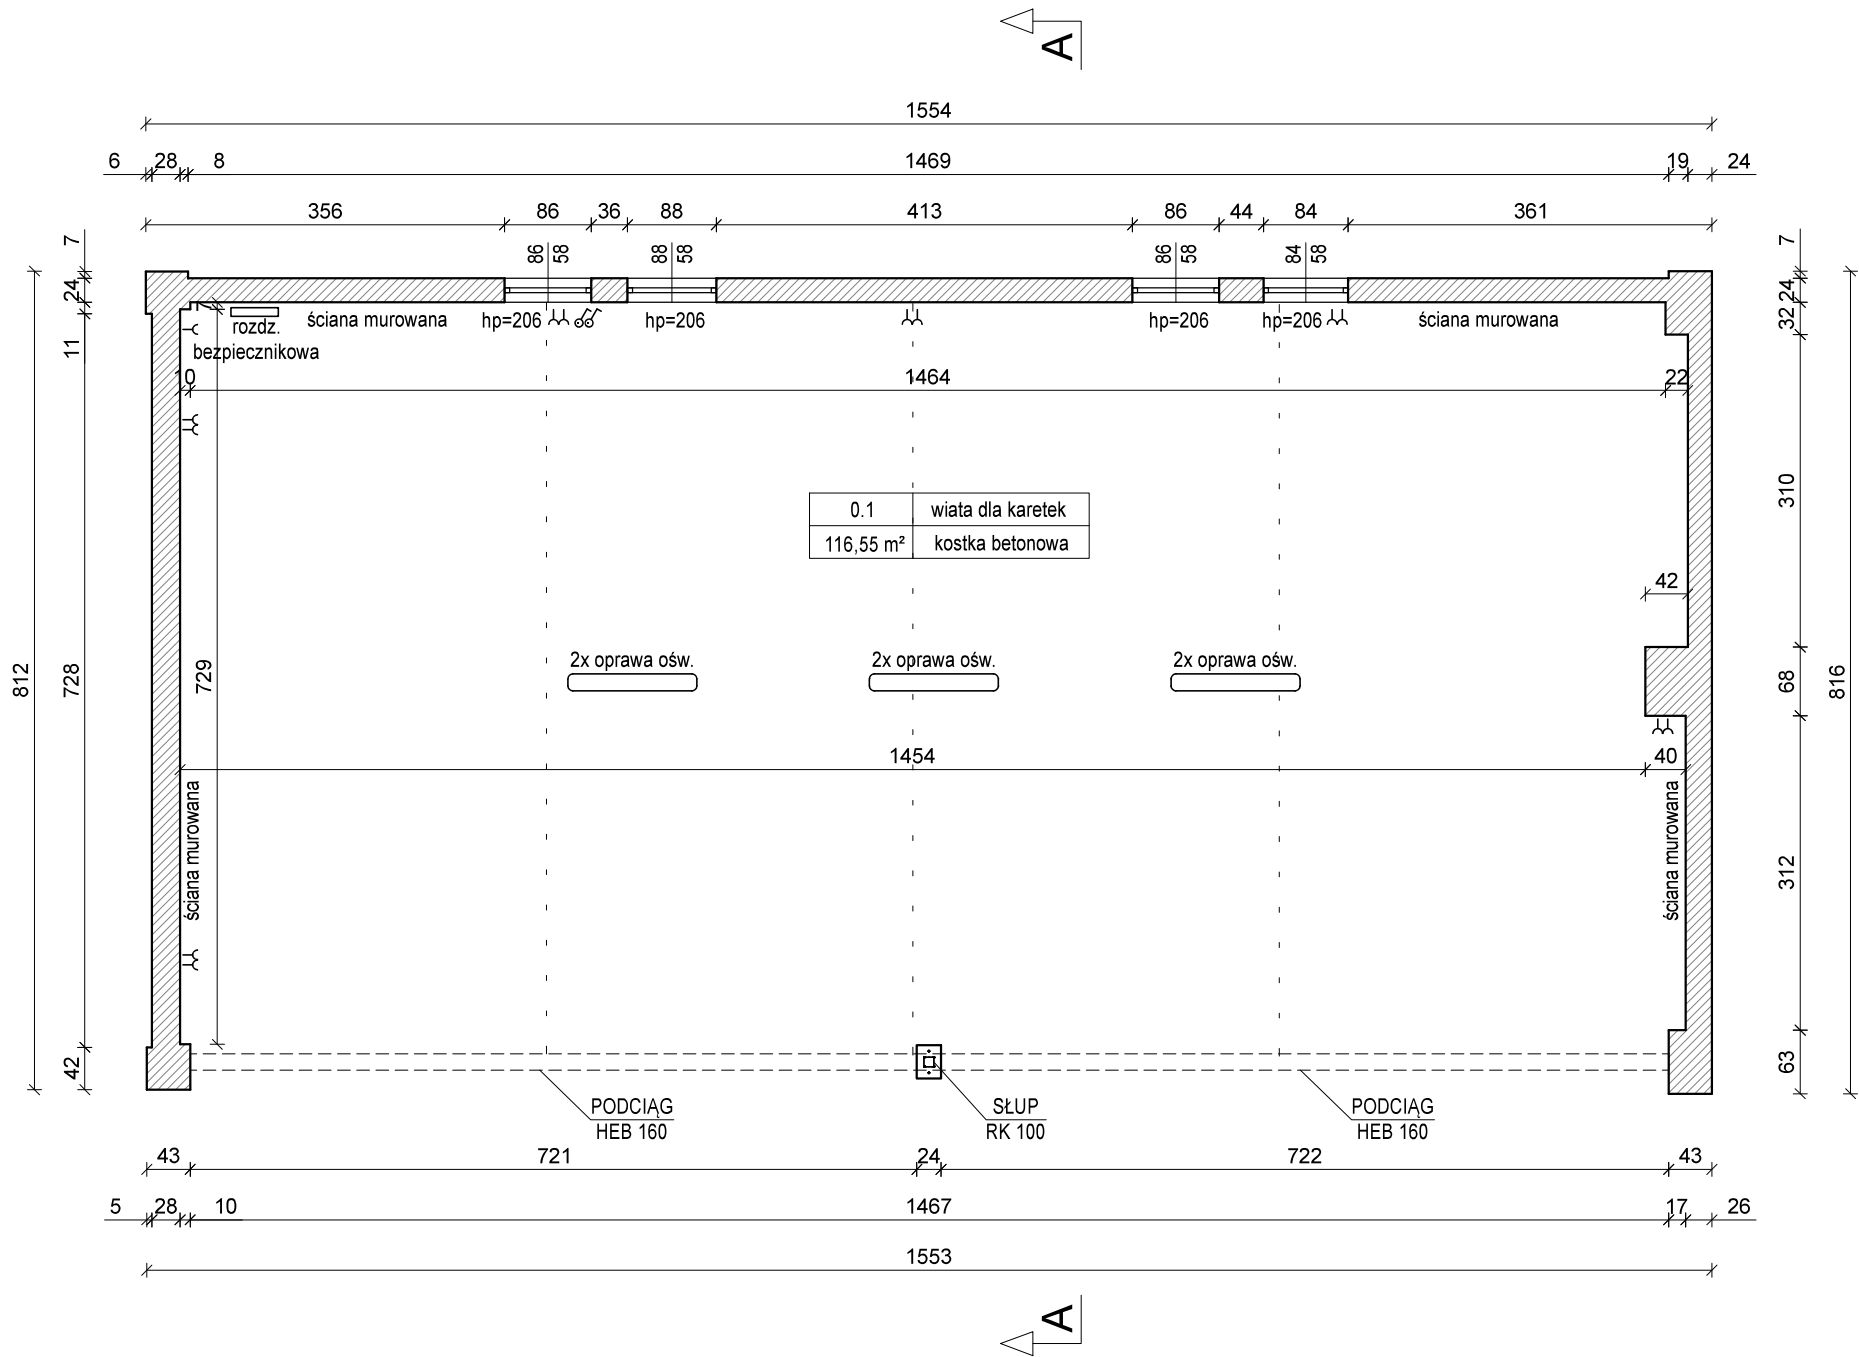 A
1554
6 28 8 1469 19 24
356 86 36 88 413 86 44 84 361
86 58 88 58 86 58 84 58
7 24 11 728 42
812
7 24 32 310 68 312 63
816
rozdz.
bezpiecznikowa
ściana murowana
hp=206
hp=206
hp=206
hp=206
ściana murowana
7
10 1464 22
0.1 wiata dla karetek
116,55 m² kostka betonowa
42
729
2x oprawa ośw.
2x oprawa ośw.
2x oprawa ośw.
1454 40
ściana murowana
ściana murowana
PODCIĄG
HEB 160
SŁUP
RK 100
PODCIĄG
HEB 160
43 721 24 722 43
5 28 10 1467 17 26
1553
A